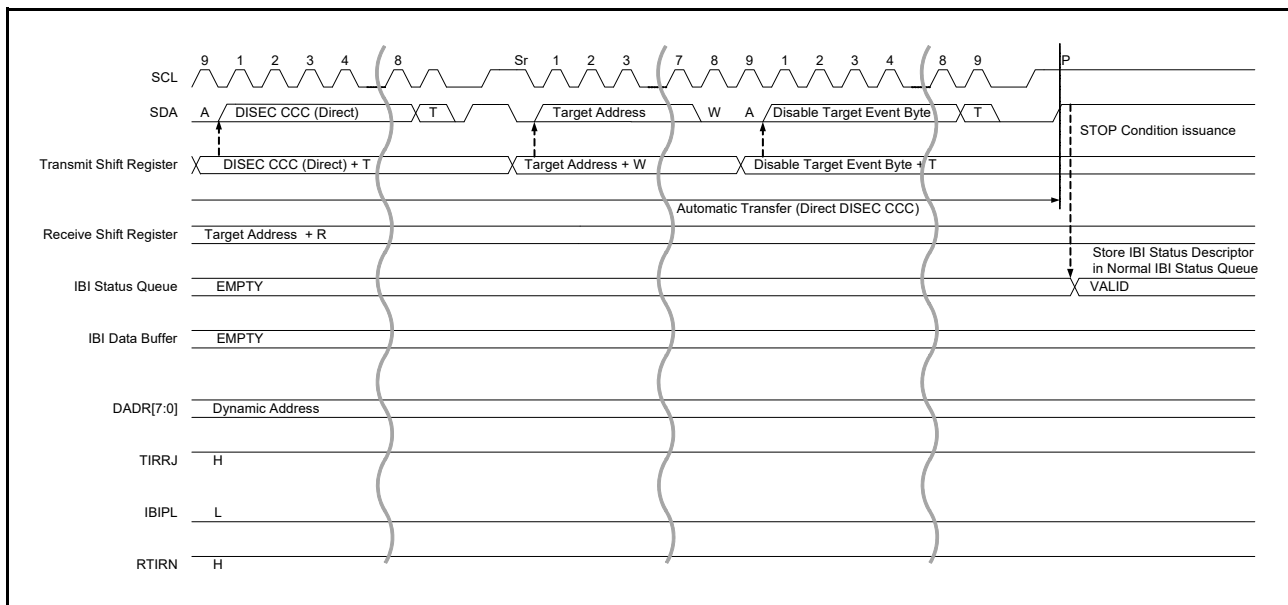 9 1 2 3 4 8 Sr 1 2 3 7 8 9 1 2 3 4 8 9 P
SCL
SDA A DISEC CCC (Direct) T Target Address W A Disable Target Event Byte T
STOP Condition issuance
Transmit Shift Register DISEC CCC (Direct) + T Target Address + W Disable Target Event Byte + T
Automatic Transfer (Direct DISEC CCC)
Receive Shift Register Target Address + R
Store IBI Status Descriptor
in Normal IBI Status Queue
IBI Status Queue EMPTY VALID
IBI Data Buffer EMPTY
DADR[7:0] Dynamic Address
TIRRJ H
IBIPL L
RTIRN H